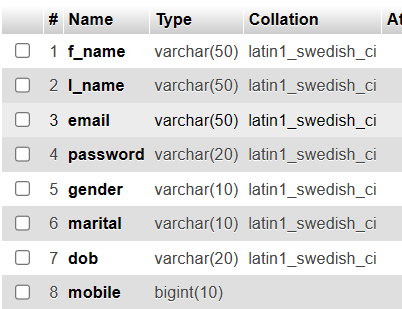 # Name Type Collation At
1 f_name varchar(50) latin1_swedish_ci
2 l_name varchar(50) latin1_swedish_ci
3 email varchar(50) latin1_swedish_ci
4 password varchar(20) latin1_swedish_ci
5 gender varchar(10) latin1_swedish_ci
6 marital varchar(10) latin1_swedish_ci
7 dob varchar(20) latin1_swedish_ci
8 mobile bigint(10)